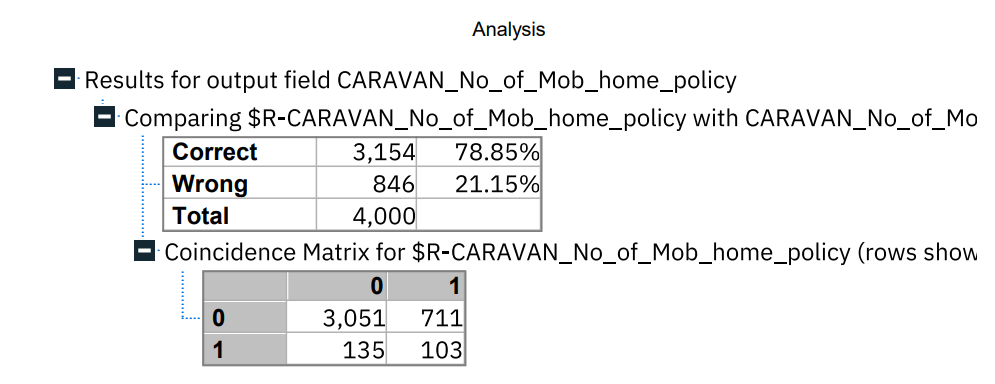 Analysis
Results for output field CARAVAN_No_of_Mob_home_policy
Comparing $R-CARAVAN_No_of_Mob_home_policy with CARAVAN_No_of_Mo
Correct 3,154 78.85%
Wrong 846 21.15%
Total 4,000
Coincidence Matrix for $R-CARAVAN_No_of_Mob_home_policy (rows show
0 1
0 3,051 711
1 135 103